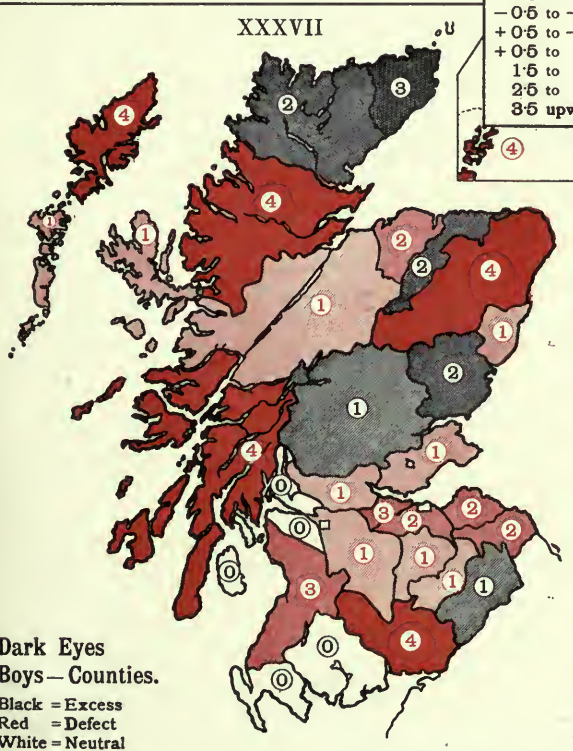 XXXVII
− 0·5 to −
+ 0·5 to −
+ 0·5 to
1·5 to
2·5 to
3·5 upw
3
2
4
4
4
4
1
1
2
2
4
1
1
2
1
1
4
0
1
3
2
2
2
0
1
1
1
1
0
3
4
0
0
Dark Eyes
Boys—Counties.
Black = Excess
Red = Defect
White = Neutral